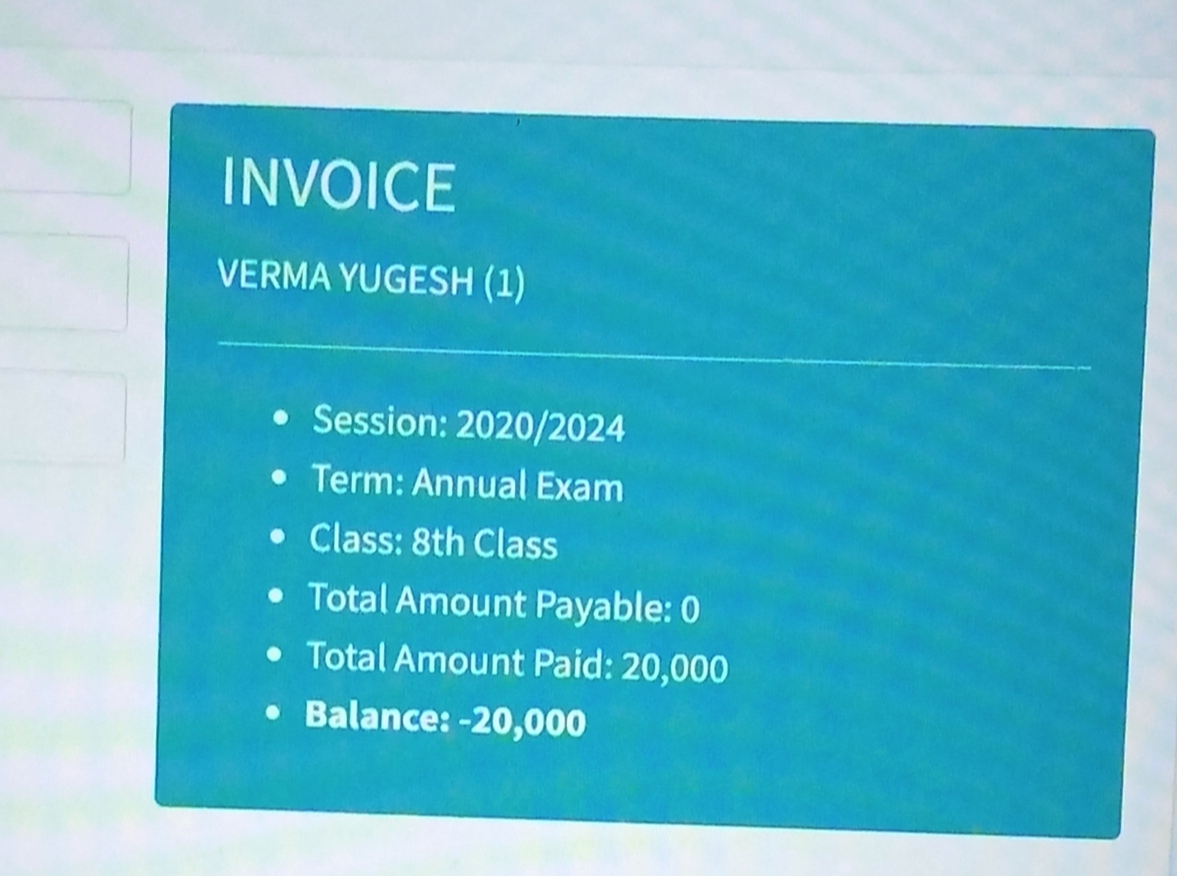 INVOICE
VERMA YUGESH (1)
• Session: 2020/2024
• Term: Annual Exam
• Class: 8th Class
• Total Amount Payable: 0
• Total Amount Paid: 20,000
• Balance: -20,000